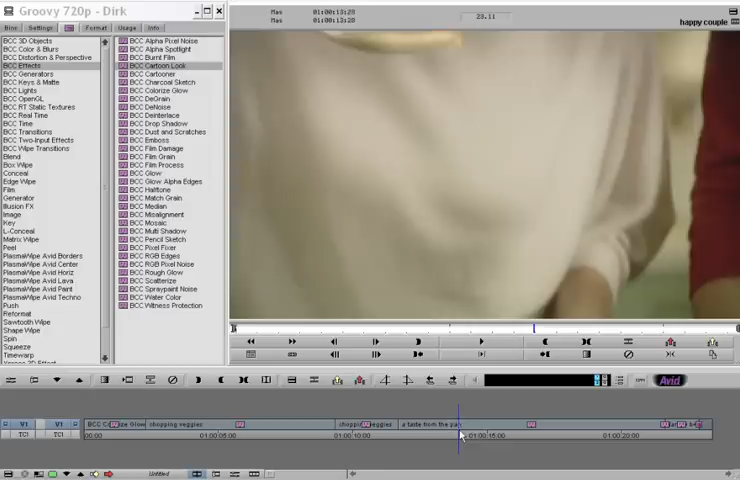 Groovy 720p - Dirk
Bins
Settings
Format
Usage
Info
BCC 3D Objects
BCC Color & Blurs
BCC Distortion & Perspective
BCC Effects
BCC Generators
BCC Keys & Matte
BCC Lights
BCC OpenGL
BCC RT Static Textures
BCC Real Time
BCC Time
BCC Transitions
BCC Two-Input Effects
BCC Wipe Transitions
Blend
Box Wipe
Conceal
Edge Wipe
Film
Generator
Illusion FX
Image
Key
L-Conceal
Matrix Wipe
Peel
PlasmaWipe Avid Borders
PlasmaWipe Avid Center
PlasmaWipe Avid Horiz
PlasmaWipe Avid Lava
PlasmaWipe Avid Paint
PlasmaWipe Avid Techno
Push
Reformat
Sawtooth Wipe
Shape Wipe
Spin
Squeeze
Timewarp
BCC Alpha Pixel Noise
BCC Alpha Spotlight
BCC Burnt Film
BCC Cartoon Look
BCC Cartooner
BCC Charcoal Sketch
BCC Colorize Glow
BCC DeGrain
BCC DeNoise
BCC Deinterlace
BCC Drop Shadow
BCC Dust and Scratches
BCC Emboss
BCC Film Damage
BCC Film Grain
BCC Film Process
BCC Glow
BCC Glow Alpha Edges
BCC Halftone
BCC Match Grain
BCC Median
BCC Misalignment
BCC Mosaic
BCC Multi Shadow
BCC Pencil Sketch
BCC Pixel Fixer
BCC RGB Edges
BCC RGB Pixel Noise
BCC Rough Glow
BCC Scatterize
BCC Spraypaint Noise
BCC Water Color
BCC Witness Protection
Mas 01:00:13:20
Mas 01:00:13:20
23.11
happy couple
Avid
V1 V1 chopping veggies a taste from the pan
TC1 TC1 00:00 01:00:05:00 01:00:10:00 01:00:15:00 01:00:20:00
Untitled